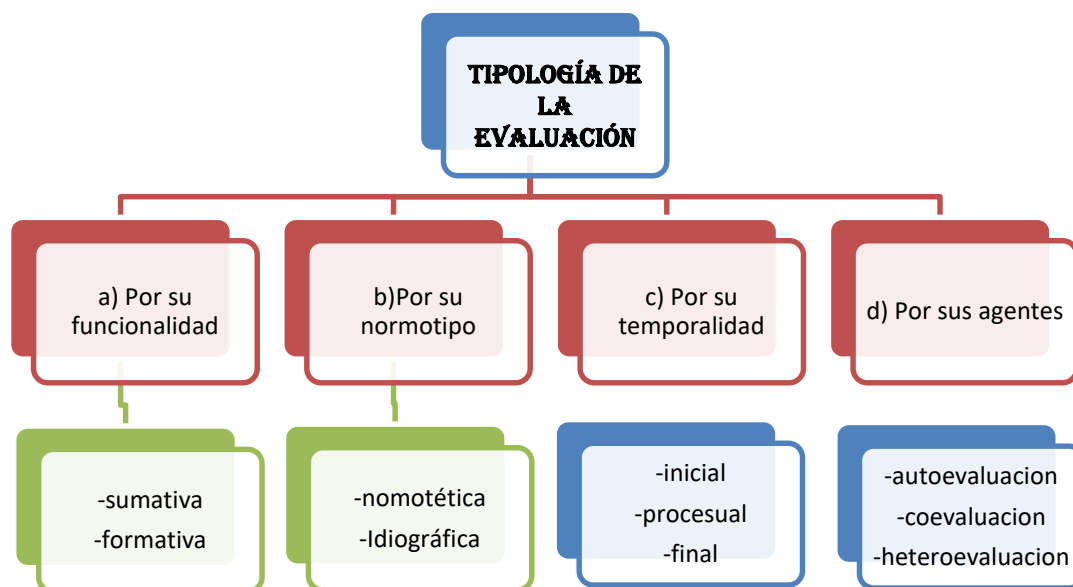 TIPOLOGÍA DE
LA
EVALUACIÓN
a) Por su
funcionalidad
b)Por su
normotipo
c) Por su
temporalidad
d) Por sus agentes
-sumativa
-formativa
-nomotética
-Idiográfica
-inicial
-procesual
-final
-autoevaluacion
-coevaluacion
-heteroevaluacion